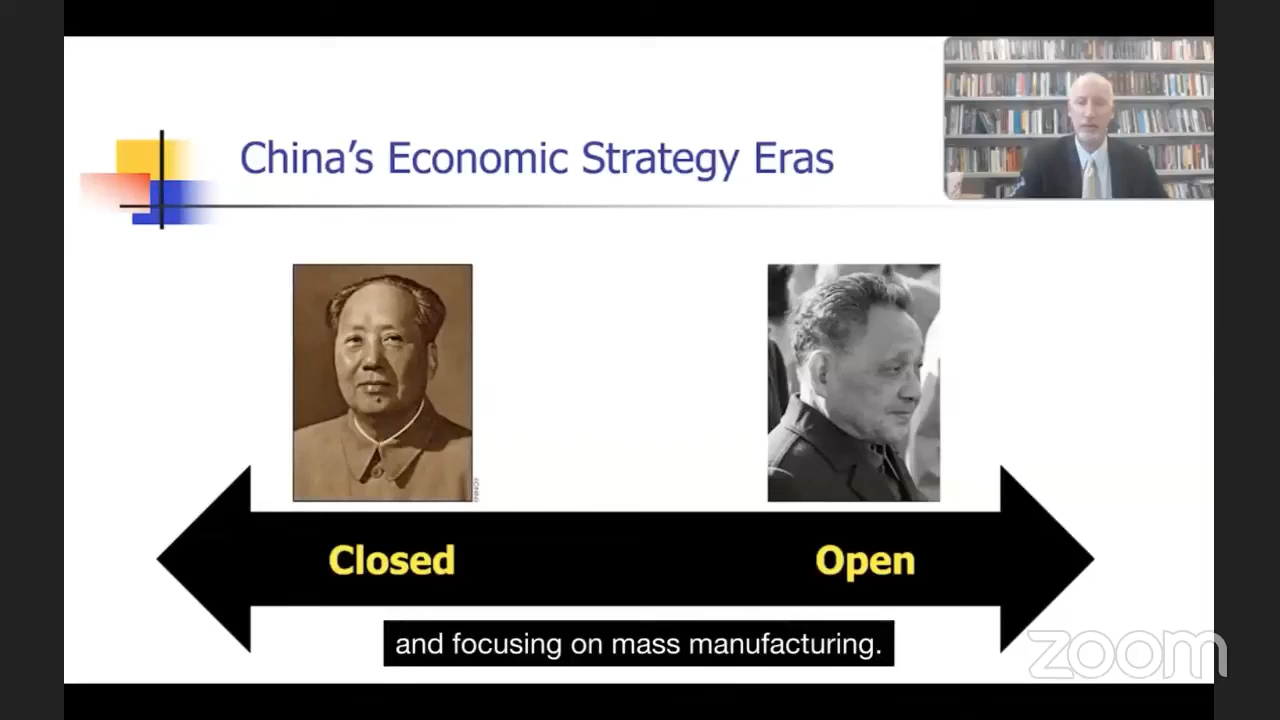 China’s Economic Strategy Eras
Closed
Open
and focusing on mass manufacturing.
zoom